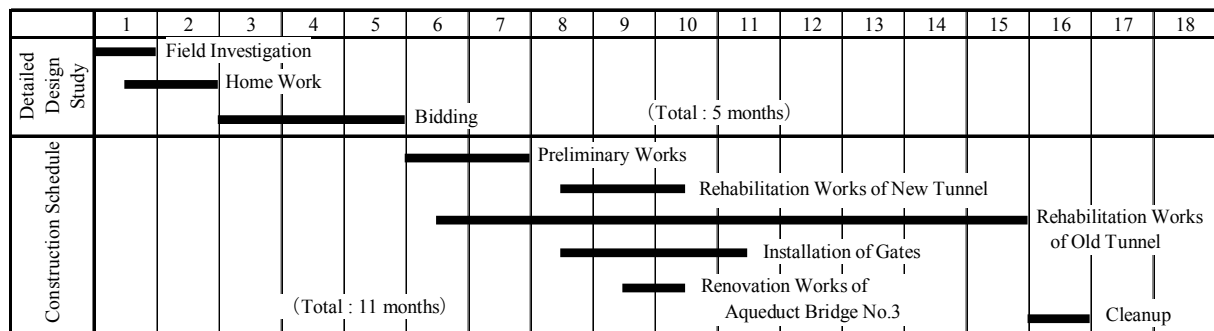 1 2 3 4 5 6 7 8 9 10 11 12 13 14 15 16 17 18
Detailed
Design
Study
Field Investigation
Home Work
Bidding
(Total : 5 months)
Construction Schedule
Preliminary Works
Rehabilitation Works of New Tunnel
Rehabilitation Works
of Old Tunnel
Installation of Gates
Renovation Works of
Aqueduct Bridge No.3
(Total : 11 months)
Cleanup